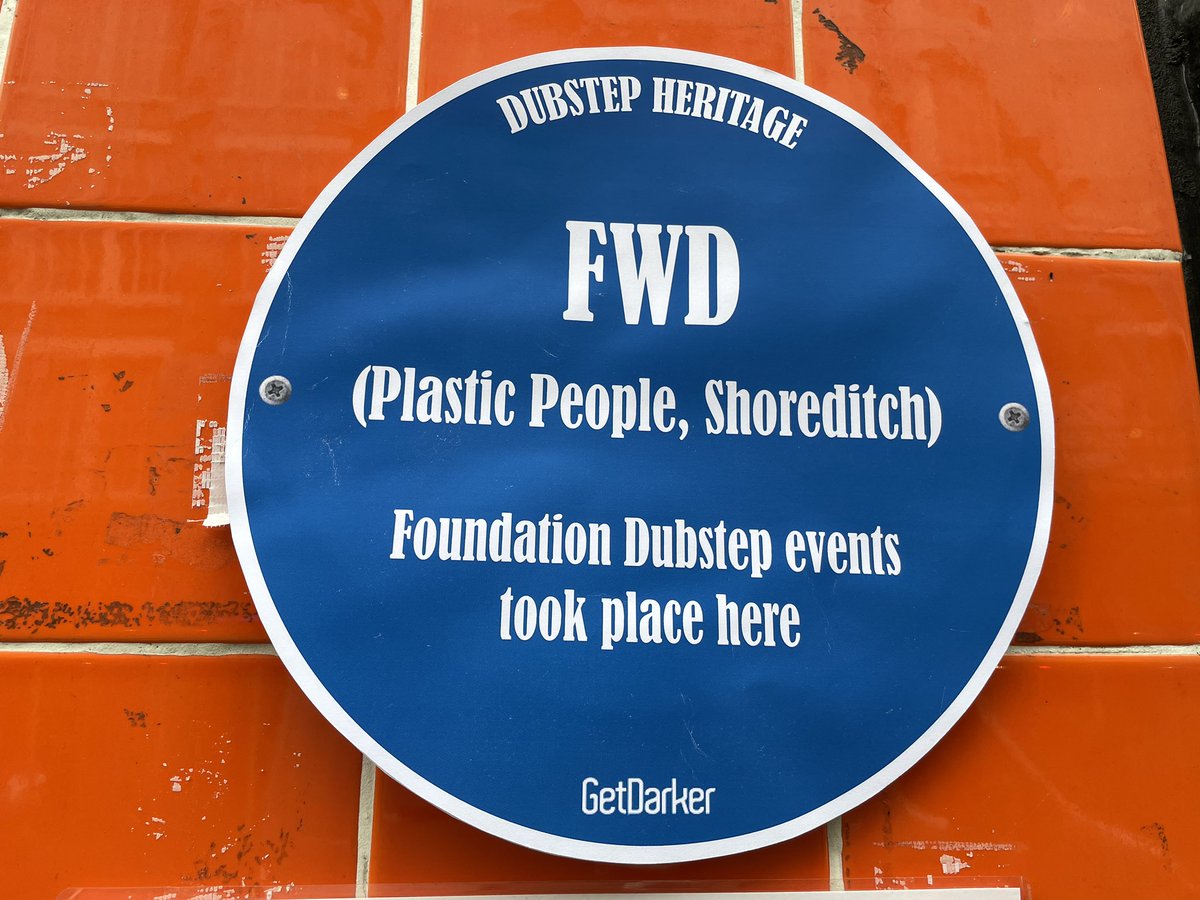 DUBSTEP HERITAGE
FWD
(Plastic People, Shoreditch)
Foundation Dubstep events
took place here
GetDarker